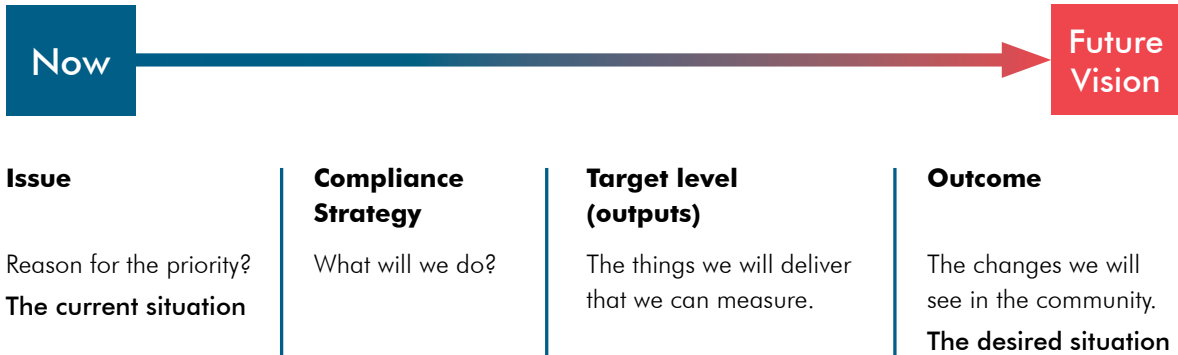 Now
Future
Vision
Issue
Reason for the priority?
The current situation
Compliance
Strategy
What will we do?
Target level
(outputs)
The things we will deliver
that we can measure.
Outcome
The changes we will
see in the community.
The desired situation